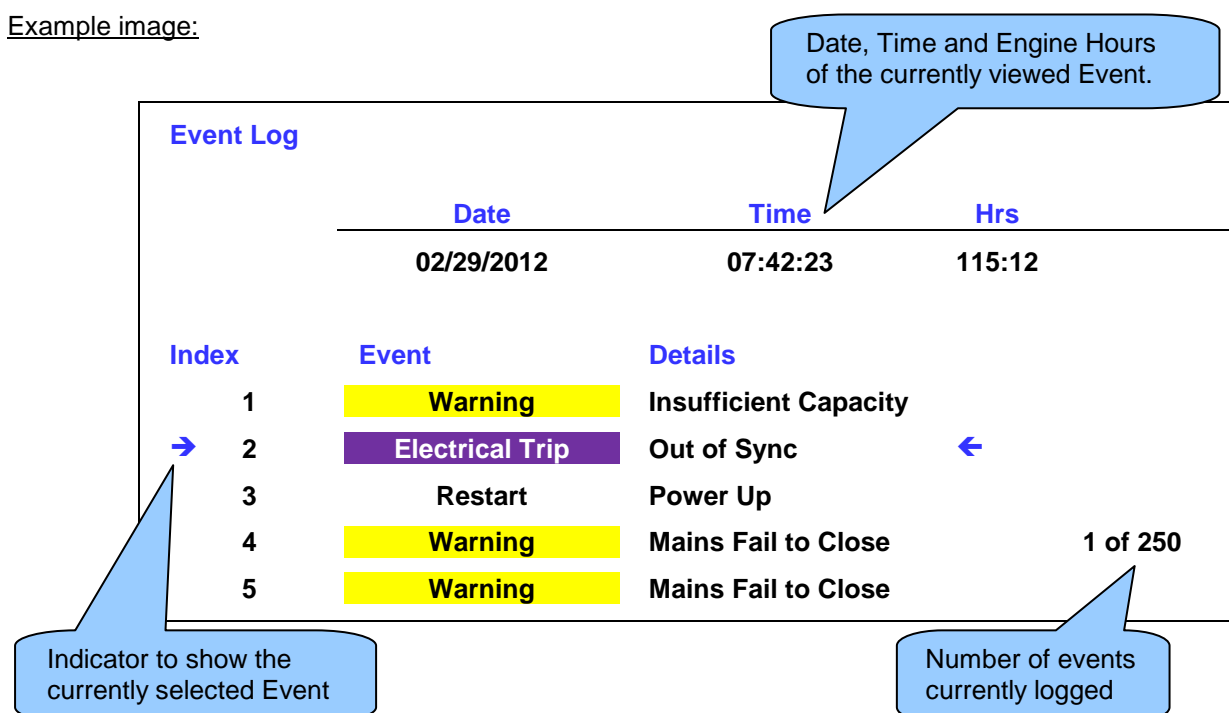 Example image:
Date, Time and Engine Hours
of the currently viewed Event.
Event Log
Date Time Hrs
02/29/2012 07:42:23 115:12
Index Event Details
1 Warning Insufficient Capacity
➔ 2 Electrical Trip Out of Sync 🡨
3 Restart Power Up
4 Warning Mains Fail to Close 1 of 250
5 Warning Mains Fail to Close
Indicator to show the
currently selected Event
Number of events
currently logged